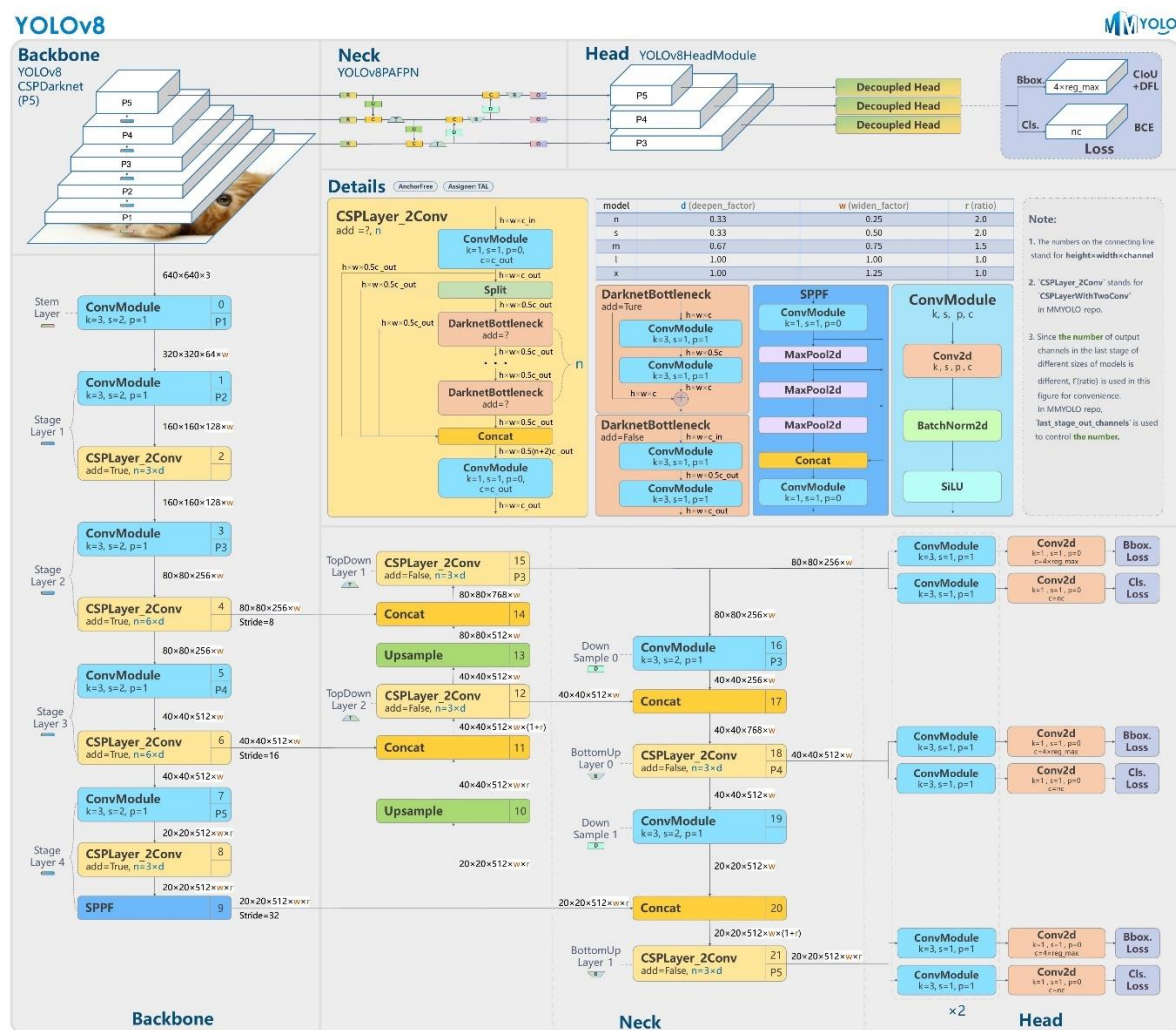 YOLOv8
MMYOLO
Backbone
YOLOv8
CSPDarknet
(P5)
P5
P4
P3
P2
P1
Neck
YOLOv8PAFPN
R
C
B
O
U
D
R
C
T
C
B
O
U
D
R
C
T
O
Head YOLOv8HeadModule
P5
P4
P3
Decoupled Head
Decoupled Head
Decoupled Head
Bbox.
4×reg_max
CIoU
+DFL
Cls.
nc
BCE
Loss
Details
AnchorFree
Assigner: TAL
CSPLayer_2Conv
add =?, n
h×w×c_in
ConvModule
k=1, s=1, p=0,
c=c_out
h×w×0.5c_out
h×w×c_out
Split
h×w×0.5c_out
h×w×0.5c_out
DarknetBottleneck
add=?
h×w×0.5c_out
. . .
n
h×w×0.5c_out
DarknetBottleneck
add=?
h×w×0.5c_out
Concat
h×w×0.5(n+2)c_out
ConvModule
k=1, s=1, p=0,
c=c_out
h×w×c_out
model d (deepen_factor) w (widen_factor) r (ratio)
n 0.33 0.25 2.0
s 0.33 0.50 2.0
m 0.67 0.75 1.5
l 1.00 1.00 1.0
x 1.00 1.25 1.0
DarknetBottleneck
add=Ture
h×w×c
ConvModule
k=3, s=1, p=1
h×w×0.5c
ConvModule
k=3, s=1, p=1
h×w×c
h×w×c
DarknetBottleneck
add=False
h×w×c_in
ConvModule
k=3, s=1, p=1
h×w×0.5c_out
ConvModule
k=3, s=1, p=1
h×w×c_out
SPPF
ConvModule
k=1, s=1, p=0
MaxPool2d
MaxPool2d
MaxPool2d
Concat
ConvModule
k=1, s=1, p=0
ConvModule
k, s, p, c
Conv2d
k, s, p, c
BatchNorm2d
SiLU
Note:
1. The numbers on the connecting line
stand for height×width×channel
2. `CSPLayer_2Conv` stands for
`CSPLayerWithTwoConv`
in MMYOLO repo.
3. Since the number of output
channels in the last stage of
different sizes of models is
different, r(ratio) is used in this
figure for convenience.
In MMYOLO repo,
`last_stage_out_channels` is used
to control the number.
640×640×3
Stem
Layer
ConvModule 0
k=3, s=2, p=1 P1
320×320×64×w
Stage
Layer 1
ConvModule 1
k=3, s=2, p=1 P2
160×160×128×w
CSPLayer_2Conv 2
add=True, n=3×d
160×160×128×w
Stage
Layer 2
ConvModule 3
k=3, s=2, p=1 P3
80×80×256×w
CSPLayer_2Conv 4
add=True, n=6×d
80×80×256×w
Stride=8
80×80×256×w
Stage
Layer 3
ConvModule 5
k=3, s=2, p=1 P4
40×40×512×w
CSPLayer_2Conv 6
add=True, n=6×d
40×40×512×w
Stride=16
40×40×512×w
Stage
Layer 4
ConvModule 7
k=3, s=2, p=1 P5
20×20×512×w×r
CSPLayer_2Conv 8
add=True, n=3×d
20×20×512×w×r
SPPF 9
20×20×512×w×r
Stride=32
Backbone
TopDown
Layer 1
T
CSPLayer_2Conv 15
add=False, n=3×d P3
80×80×768×w
Concat 14
80×80×512×w
Upsample 13
40×40×512×w
TopDown
Layer 2
T
CSPLayer_2Conv 12
add=False, n=3×d
40×40×512×w×(1+r)
Concat 11
40×40×512×w×r
Upsample 10
20×20×512×w×r
80×80×256×w
80×80×256×w
Down
Sample 0
D
ConvModule 16
k=3, s=2, p=1 P3
40×40×256×w
40×40×512×w
Concat 17
40×40×768×w
BottomUp
Layer 0
B
CSPLayer_2Conv 18
add=False, n=3×d P4
40×40×512×w
40×40×512×w
Down
Sample 1
D
ConvModule 19
k=3, s=2, p=1
20×20×512×w
20×20×512×w×r
Concat 20
20×20×512×w×(1+r)
BottomUp
Layer 1
B
CSPLayer_2Conv 21
add=False, n=3×d P5
20×20×512×w×r
Neck
ConvModule
k=3, s=1, p=1
Conv2d
k=1, s=1, p=0
c=4×reg_max
Bbox.
Loss
ConvModule
k=3, s=1, p=1
Conv2d
k=1, s=1, p=0
c=nc
Cls.
Loss
ConvModule
k=3, s=1, p=1
Conv2d
k=1, s=1, p=0
c=4×reg_max
Bbox.
Loss
ConvModule
k=3, s=1, p=1
Conv2d
k=1, s=1, p=0
c=nc
Cls.
Loss
ConvModule
k=3, s=1, p=1
Conv2d
k=1, s=1, p=0
c=4×reg_max
Bbox.
Loss
ConvModule
k=3, s=1, p=1
Conv2d
k=1, s=1, p=0
c=nc
Cls.
Loss
×2
Head